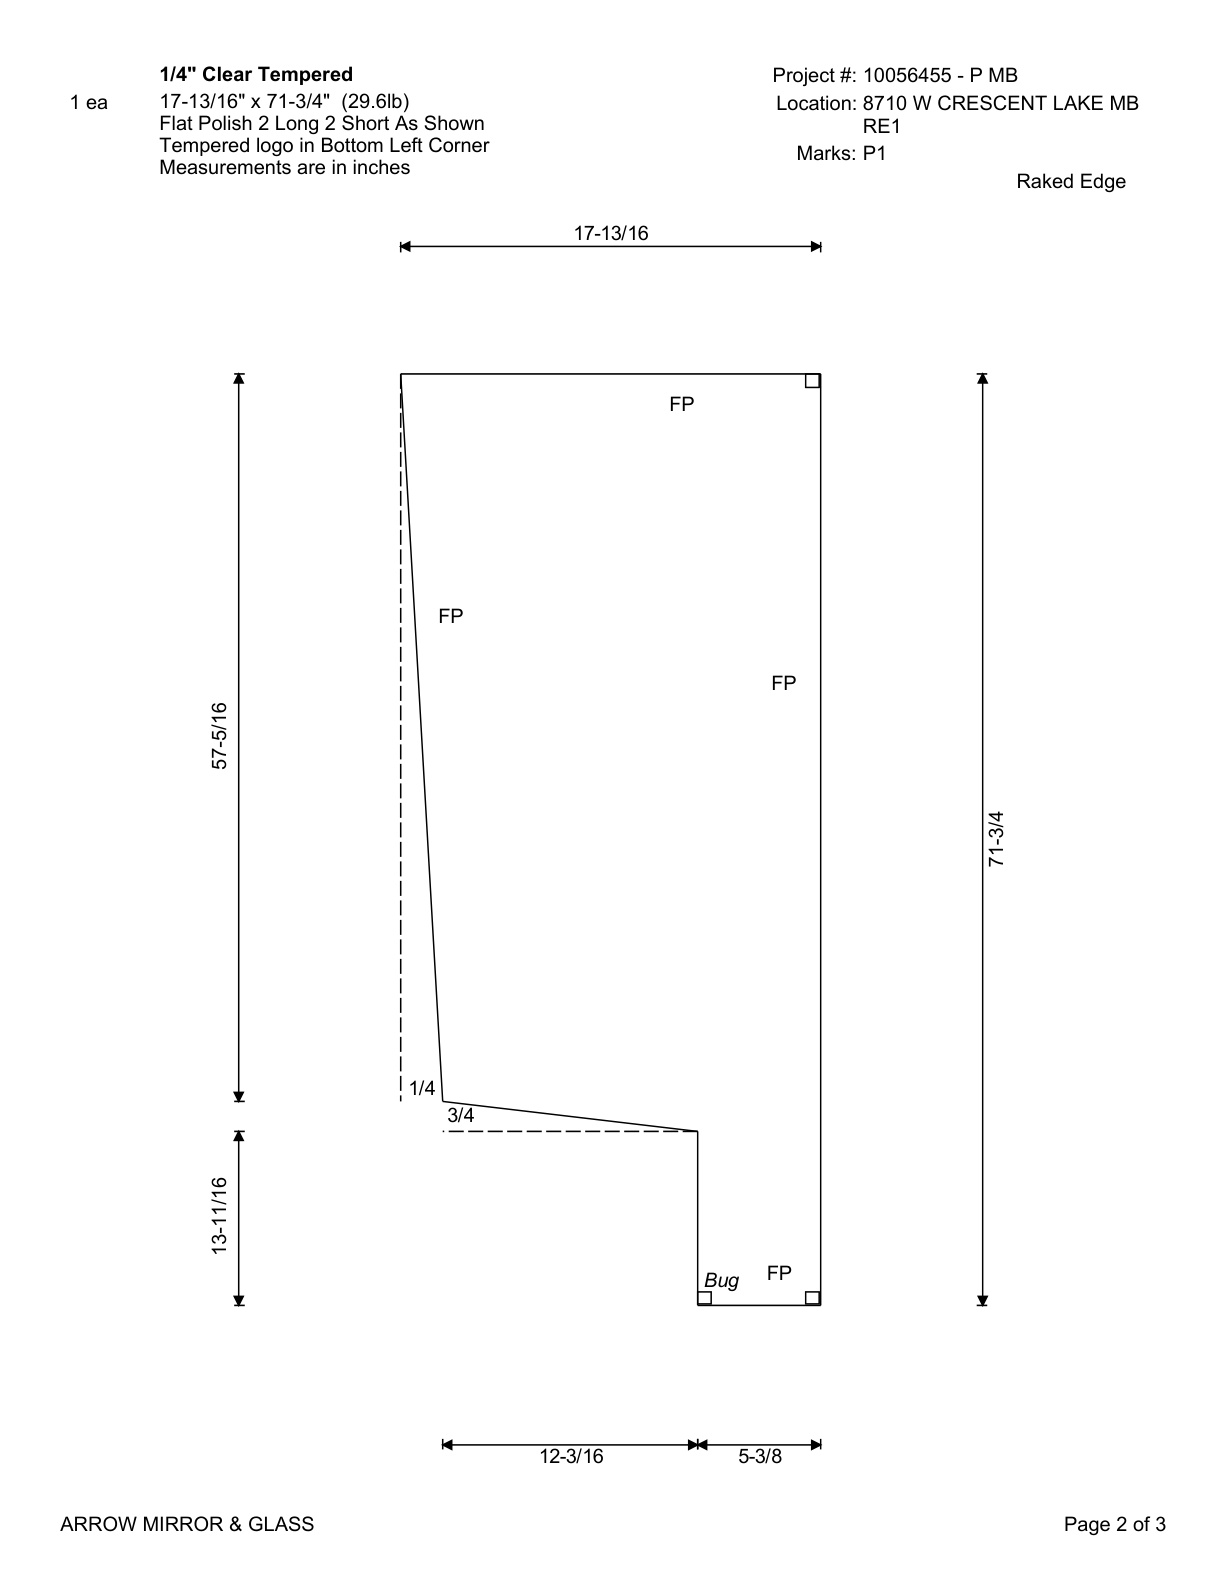 1/4" Clear Tempered
1 ea
17-13/16" x 71-3/4" (29.6lb)
Flat Polish 2 Long 2 Short As Shown
Tempered logo in Bottom Left Corner
Measurements are in inches
Project #: 10056455 - P MB
Location: 8710 W CRESCENT LAKE MB
RE1
Marks: P1
Raked Edge
17-13/16
FP
FP
FP
57-5/16
71-3/4
1/4
3/4
13-11/16
Bug
FP
12-3/16
5-3/8
ARROW MIRROR & GLASS
Page 2 of 3